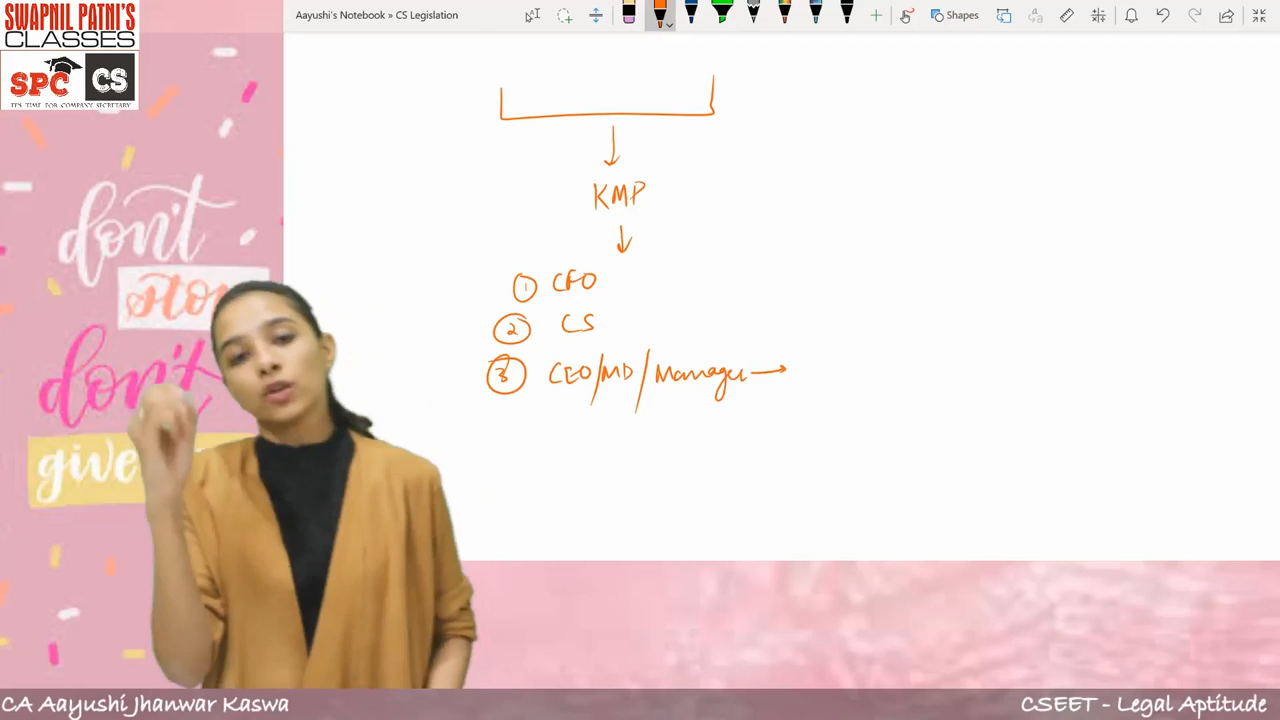 SWAPNIL PATNI'S
CLASSES
SPC CS
IT'S TIME FOR COMPANY SECRETARY
Aayushi's Notebook » CS Legislation
Shapes
don't
stop
don't
give
KMP
① CFO
② CS
③ CEO/MD/Manager →
CA Aayushi Jhanwar Kaswa
CSEET - Legal Aptitude